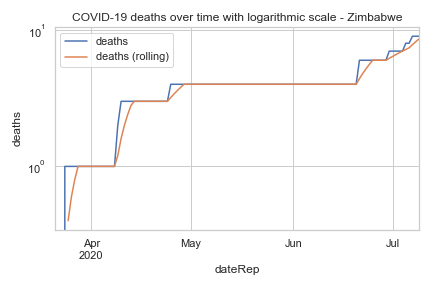 COVID-19 deaths over time with logarithmic scale - Zimbabwe
10¹
deaths
deaths (rolling)
deaths
10⁰
Apr
2020
May
Jun
Jul
dateRep